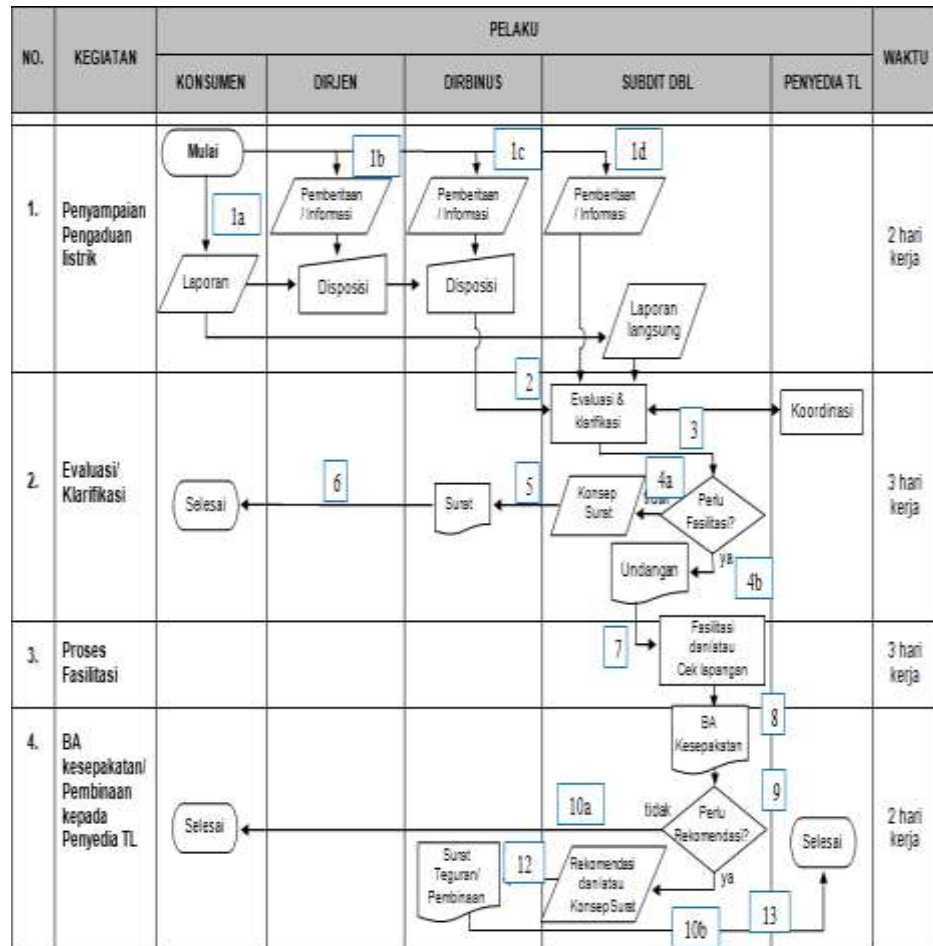 NO.
KEGIATAN
PELAKU
WAKTU
KONSUMEN
DIRJEN
DIRBINUS
SUBDIT DBL
PENYEDIA TL
1.
Penyampaian
Pengaduan
listrik
Mulai
1a
1b
1c
1d
Pemberitaan
/ Informasi
Pemberitaan
/ Informasi
Pemberitaan
/ Informasi
Laporan
Disposisi
Disposisi
Laporan
langsung
2 hari
kerja
2
2.
Evaluasi/
Klarifikasi
Evaluasi &
klarifikasi
3
Koordinasi
Selesai
6
Surat
5
Konsep
Surat
4a
Perlu
Fasilitasi?
ya
4b
Undangan
3 hari
kerja
3.
Proses
Fasilitasi
7
Fasilitasi
dan/atau
Cek lapangan
3 hari
kerja
4.
BA
kesepakatan/
Pembinaan
kepada
Penyedia TL
8
BA
Kesepakatan
9
Selesai
10a
tidak
Perlu
Rekomendasi?
ya
Selesai
Surat
Teguran/
Pembinaan
12
Rekomendasi
dan/atau
Konsep Surat
10b
13
2 hari
kerja